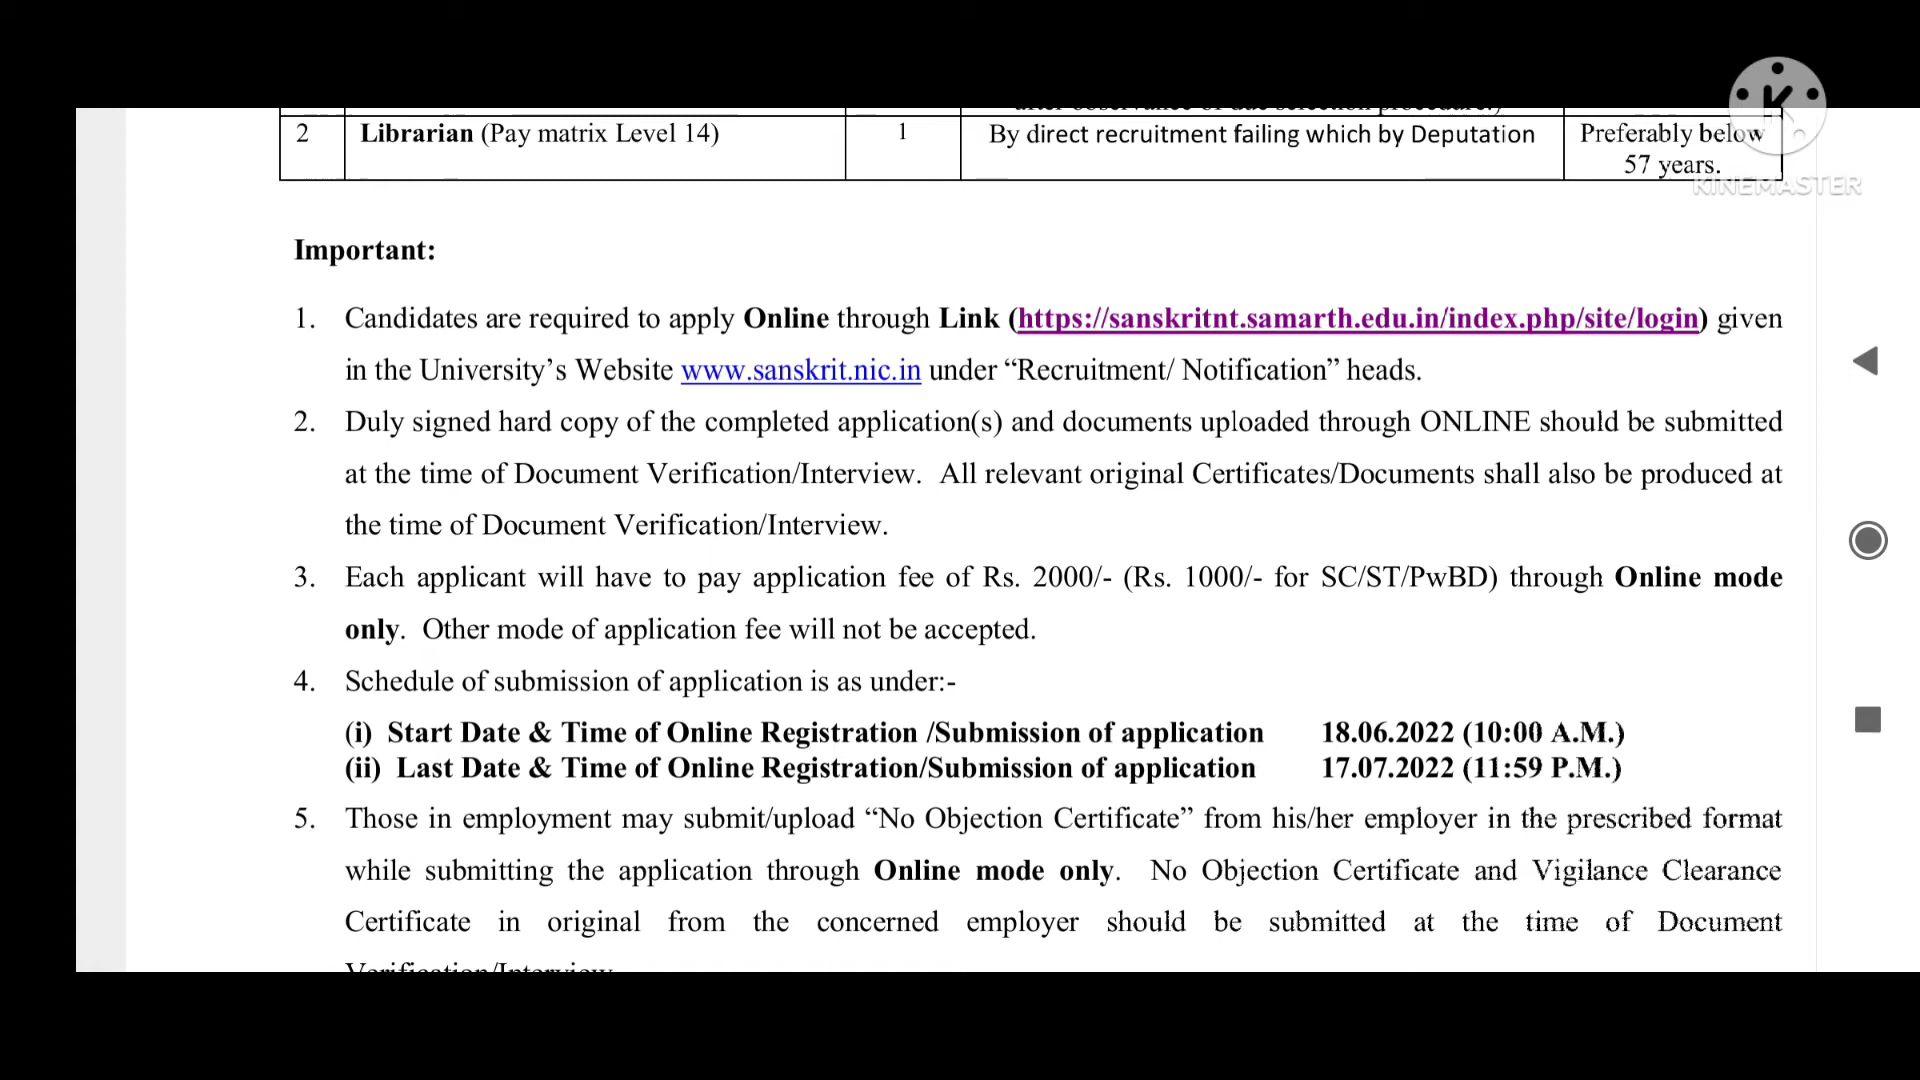 after observance of due selection procedure.)
2 Librarian (Pay matrix Level 14) 1 By direct recruitment failing which by Deputation Preferably below
57 years.
KINEMASTER
Important:
1. Candidates are required to apply Online through Link (https://sanskritnt.samarth.edu.in/index.php/site/login) given
in the University’s Website www.sanskrit.nic.in under “Recruitment/ Notification” heads.
2. Duly signed hard copy of the completed application(s) and documents uploaded through ONLINE should be submitted
at the time of Document Verification/Interview. All relevant original Certificates/Documents shall also be produced at
the time of Document Verification/Interview.
3. Each applicant will have to pay application fee of Rs. 2000/- (Rs. 1000/- for SC/ST/PwBD) through Online mode
only. Other mode of application fee will not be accepted.
4. Schedule of submission of application is as under:-
(i) Start Date & Time of Online Registration /Submission of application 18.06.2022 (10:00 A.M.)
(ii) Last Date & Time of Online Registration/Submission of application 17.07.2022 (11:59 P.M.)
5. Those in employment may submit/upload “No Objection Certificate” from his/her employer in the prescribed format
while submitting the application through Online mode only. No Objection Certificate and Vigilance Clearance
Certificate in original from the concerned employer should be submitted at the time of Document
Verification/Interview.